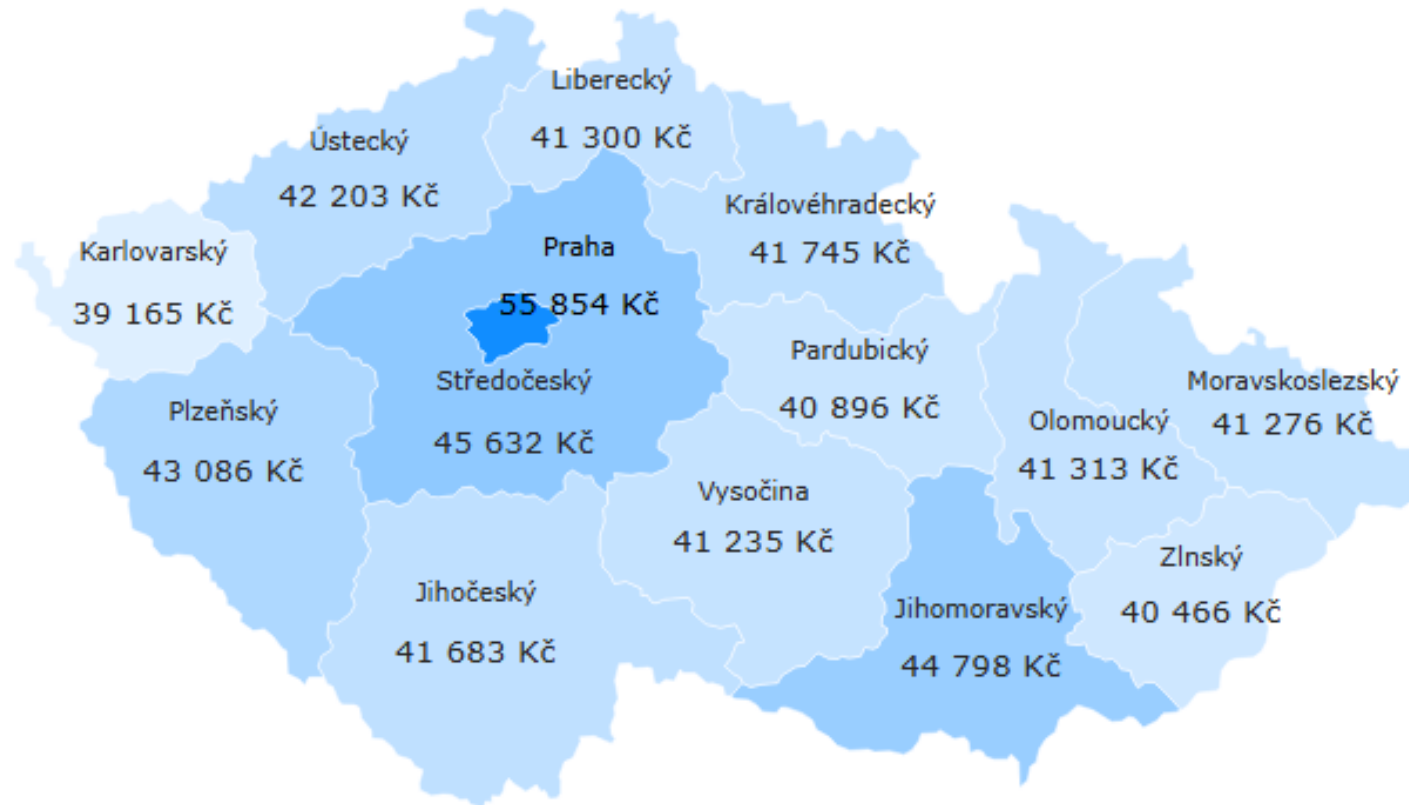 Liberecký
41 300 Kč
Ústecký
42 203 Kč
Královéhradecký
41 745 Kč
Karlovarský
39 165 Kč
Praha
55 854 Kč
Pardubický
40 896 Kč
Středočeský
45 632 Kč
Moravskoslezský
41 276 Kč
Plzeňský
43 086 Kč
Olomoucký
41 313 Kč
Vysočina
41 235 Kč
Zlnský
40 466 Kč
Jihočeský
41 683 Kč
Jihomoravský
44 798 Kč